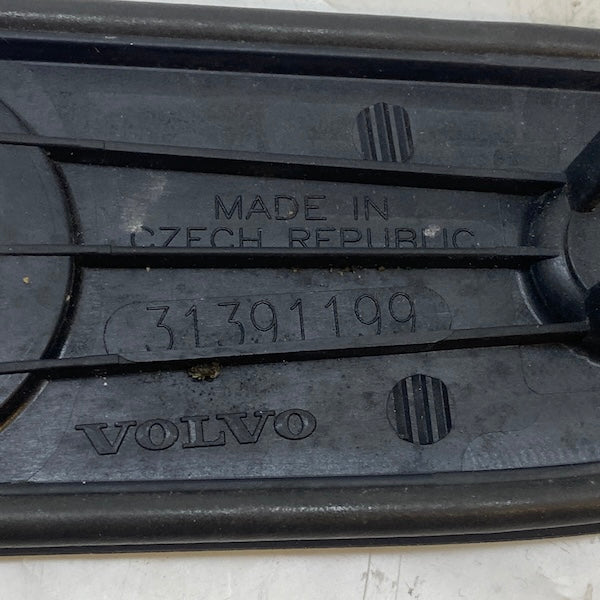 MADE IN
CZECH REPUBLIC
31391199
VOLVO